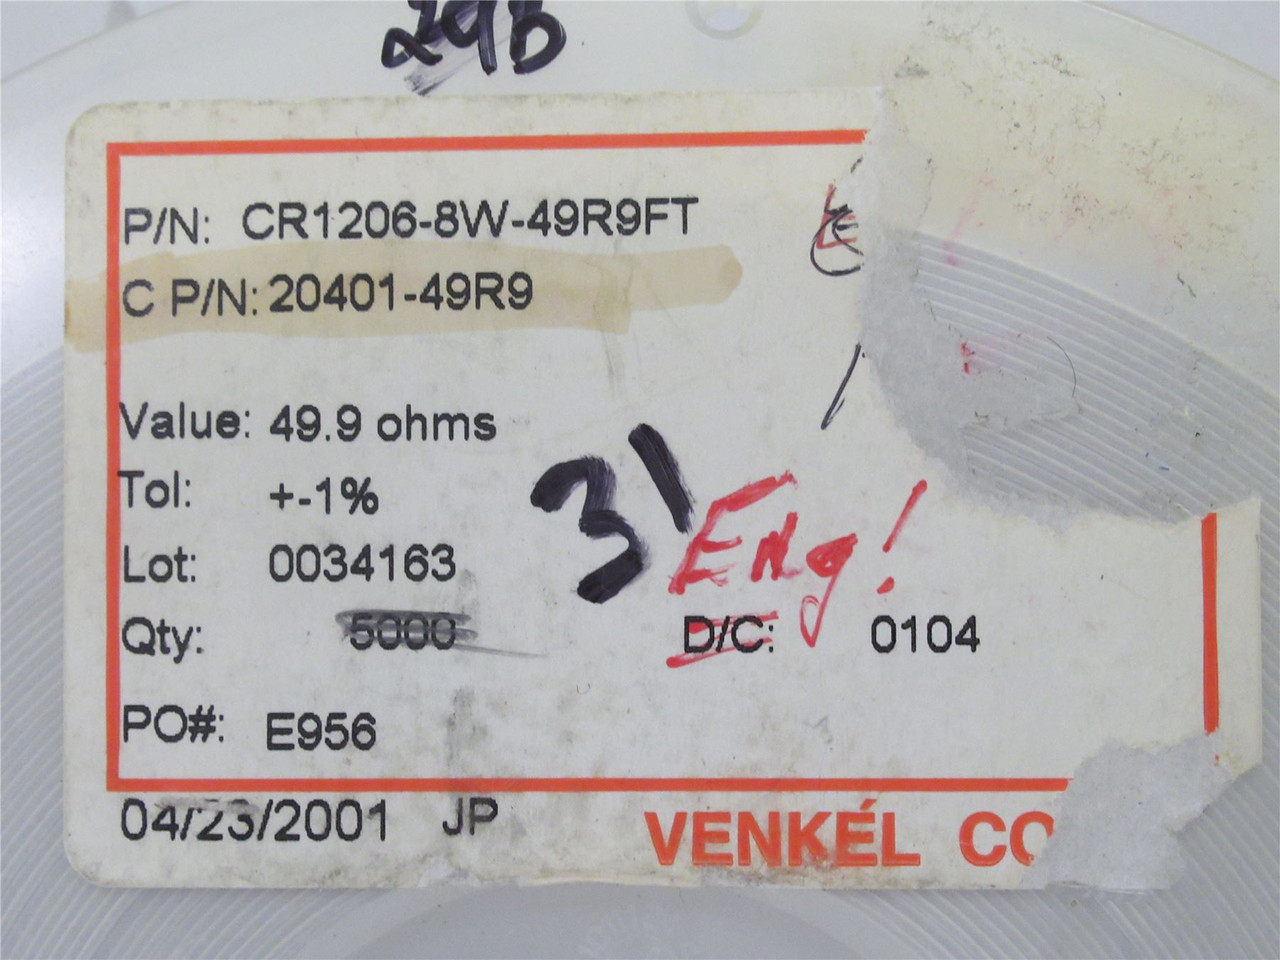 29B
P/N: CR1206-8W-49R9FT
C P/N: 20401-49R9
Value: 49.9 ohms
Tol: +-1%
Lot: 0034163
31
Eng!
Qty: 5000 D/C: 0104
PO#: E956
04/23/2001 JP
VENKÉL CO